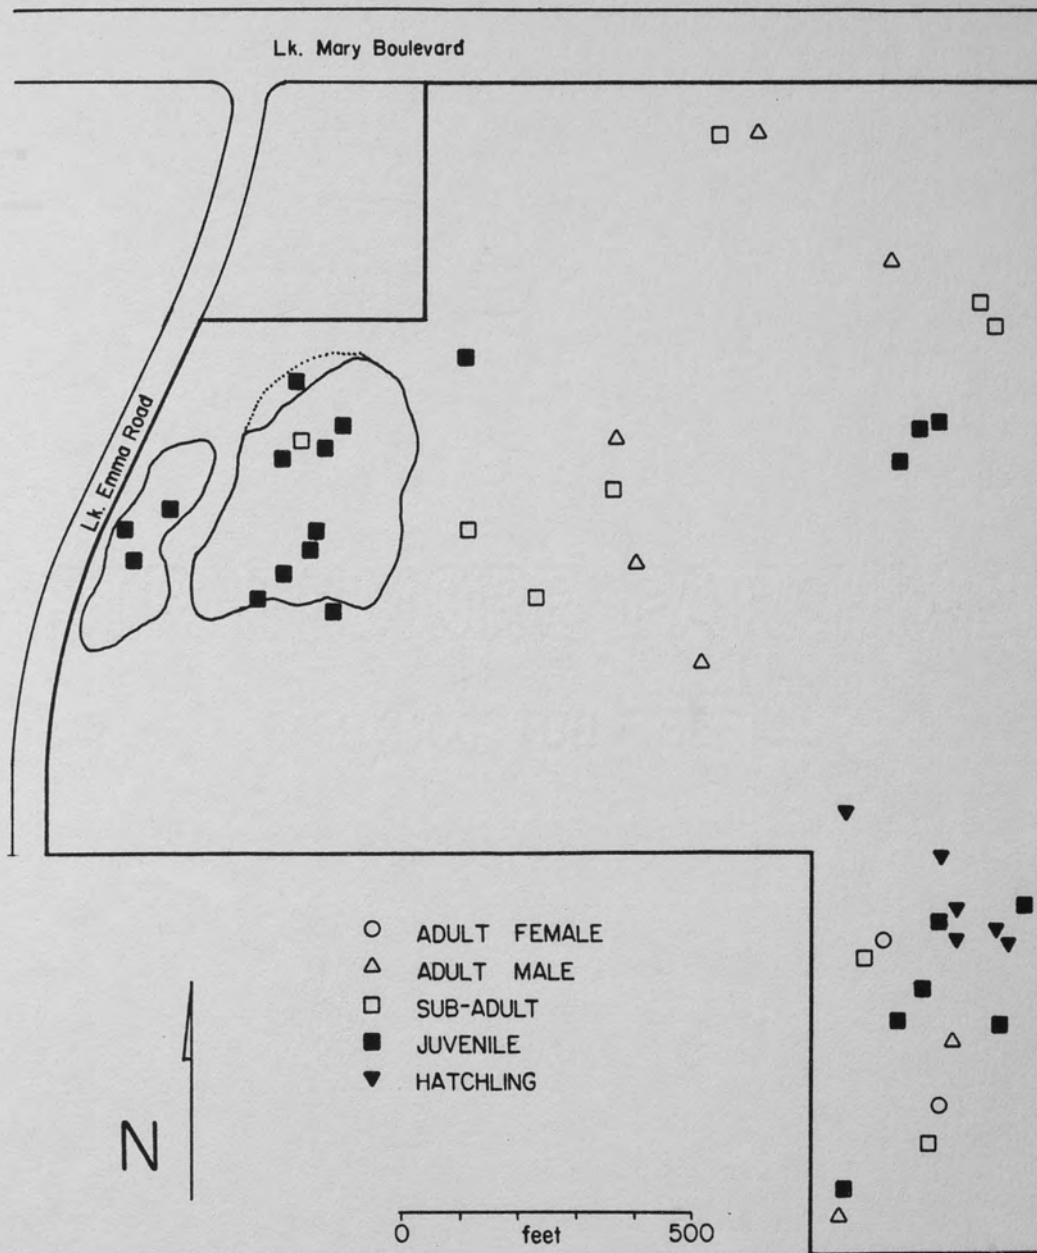 Lk. Mary Boulevard
Lk. Emma Road
ADULT FEMALE
ADULT MALE
SUB-ADULT
JUVENILE
HATCHLING
N
0 feet 500